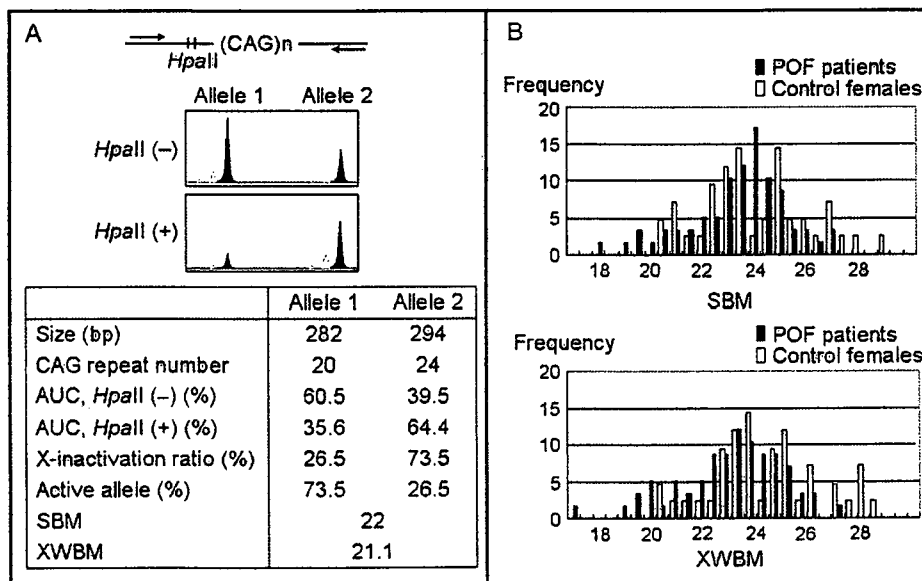 A
(CAG)n
HpaII
Allele 1 Allele 2
HpaII (–)
HpaII (+)
Allele 1 Allele 2
Size (bp) 282 294
CAG repeat number 20 24
AUC, HpaII (–) (%) 60.5 39.5
AUC, HpaII (+) (%) 35.6 64.4
X-inactivation ratio (%) 26.5 73.5
Active allele (%) 73.5 26.5
SBM 22
XWBM 21.1
B
POF patients
Control females
Frequency
20
15
10
5
0
18 20 22 24 26 28
SBM
POF patients
Control females
Frequency
20
15
10
5
0
18 20 22 24 26 28
XWBM